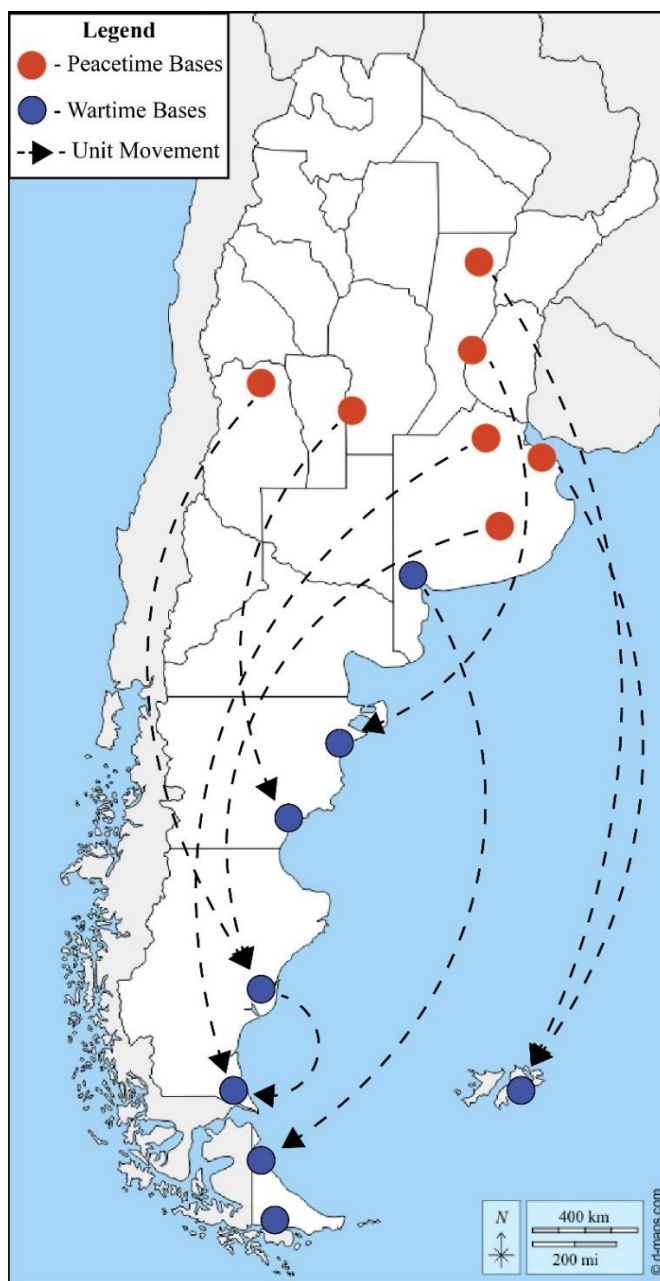 Legend
- Peacetime Bases
- Wartime Bases
- Unit Movement
N
400 km
200 mi
© d-maps.com